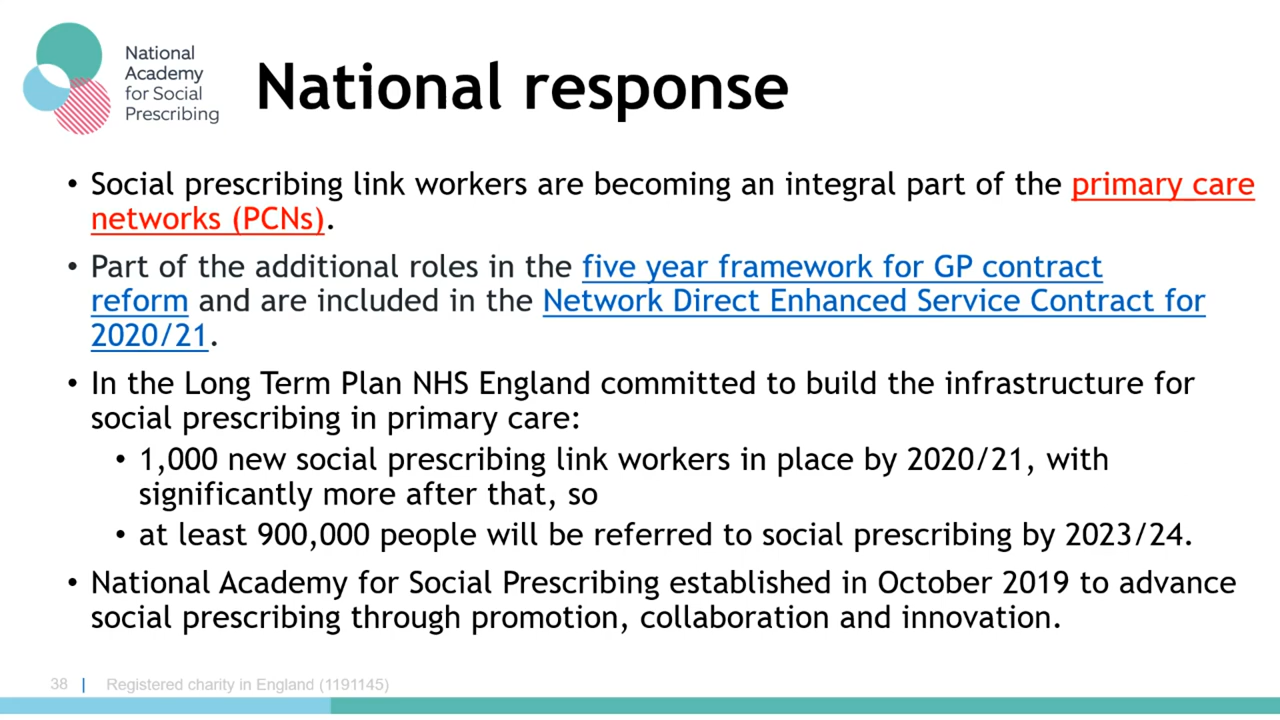 National
Academy
for Social
Prescribing
National response
• Social prescribing link workers are becoming an integral part of the primary care
networks (PCNs).
• Part of the additional roles in the five year framework for GP contract
reform and are included in the Network Direct Enhanced Service Contract for
2020/21.
• In the Long Term Plan NHS England committed to build the infrastructure for
social prescribing in primary care:
• 1,000 new social prescribing link workers in place by 2020/21, with
significantly more after that, so
• at least 900,000 people will be referred to social prescribing by 2023/24.
• National Academy for Social Prescribing established in October 2019 to advance
social prescribing through promotion, collaboration and innovation.
38 | Registered charity in England (1191145)